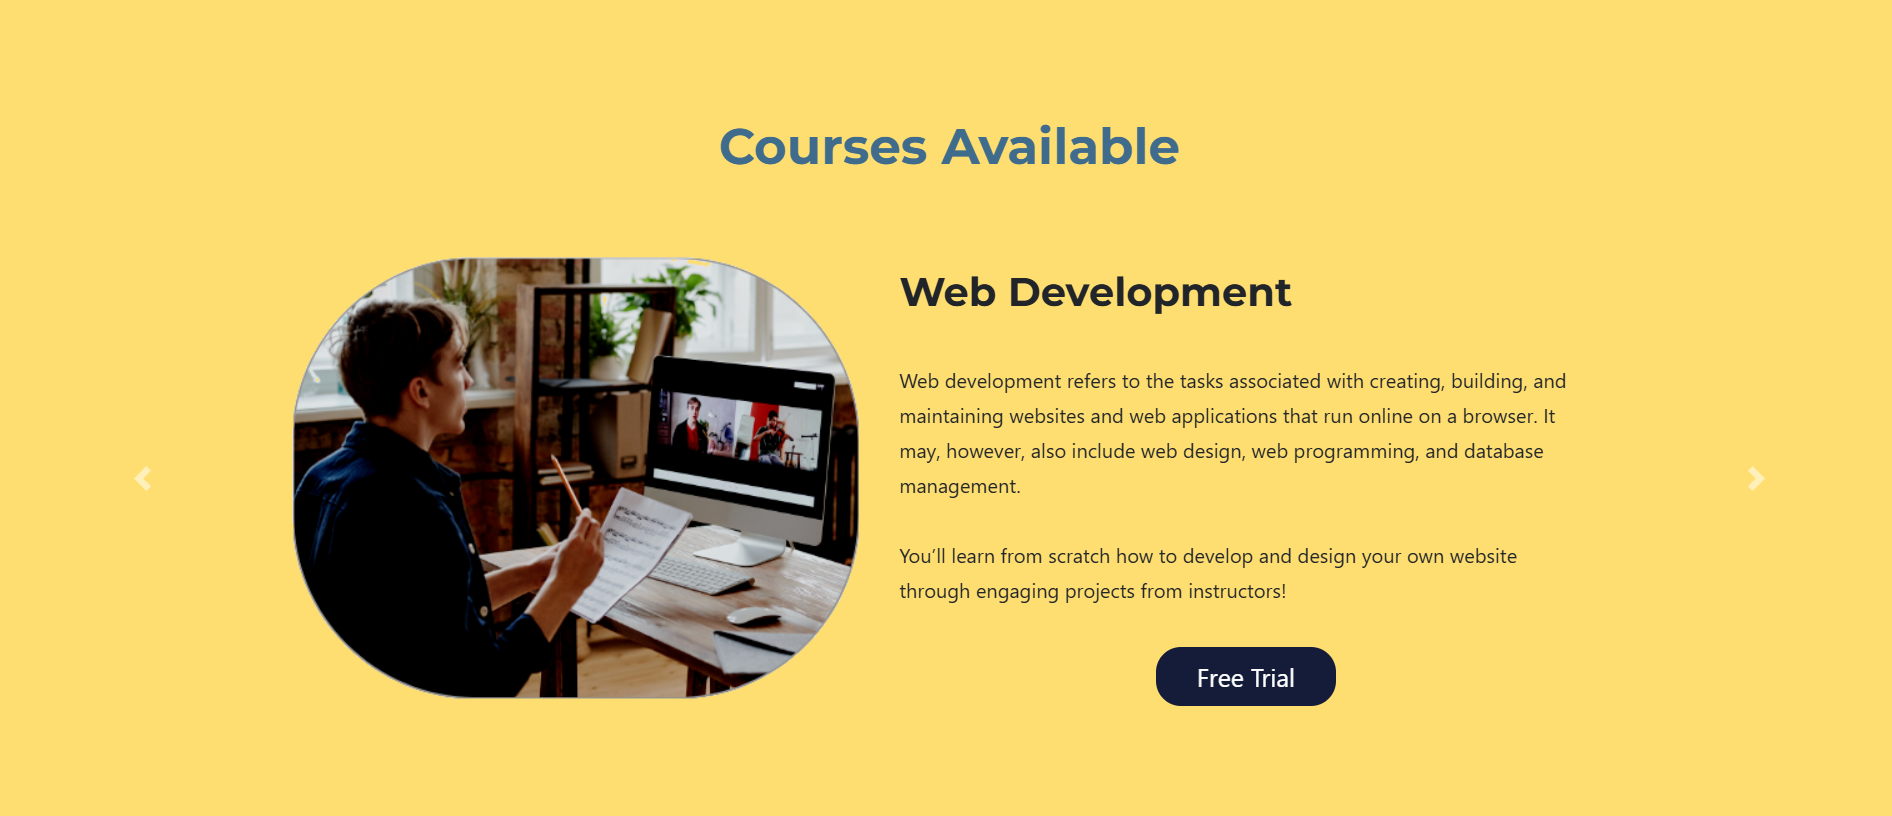 Courses Available
Web Development
Web development refers to the tasks associated with creating, building, and
maintaining websites and web applications that run online on a browser. It
may, however, also include web design, web programming, and database
management.
You’ll learn from scratch how to develop and design your own website
through engaging projects from instructors!
Free Trial